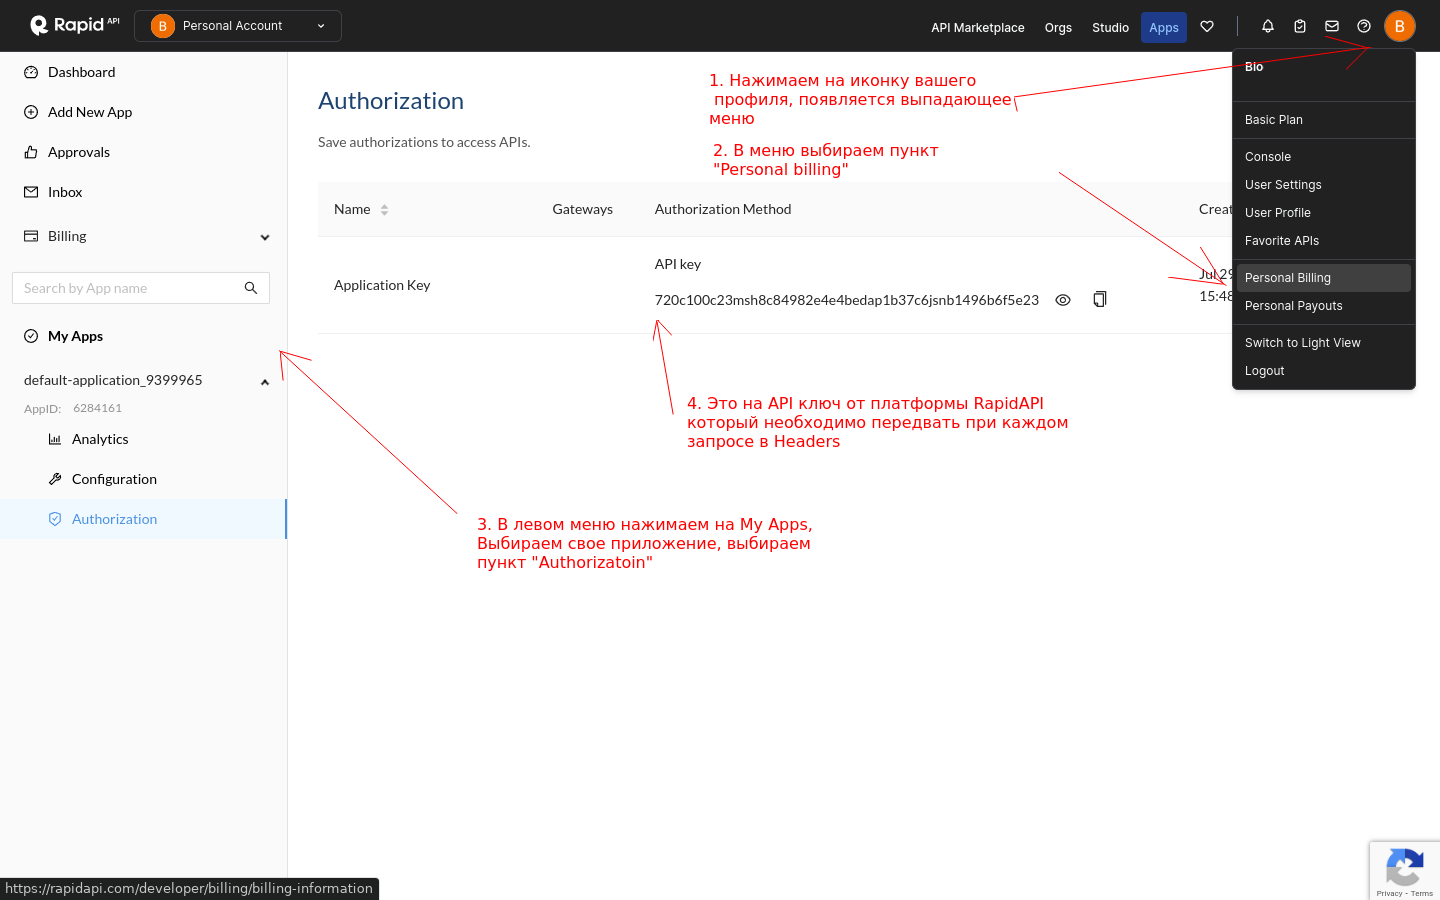 Rapid API
B Personal Account
API Marketplace Orgs Studio Apps
B
Dashboard
Add New App
Approvals
Inbox
Billing
Search by App name
My Apps
default-application_9399965
AppID: 6284161
Analytics
Configuration
Authorization
Authorization
Save authorizations to access APIs.
Name Gateways Authorization Method Creat
Application Key
API key
720c100c23msh8c84982e4e4bedap1b37c6jsnb1496b6f5e23
Jul 29
15:48
1. Нажимаем на иконку вашего
профиля, появляется выпадающее
меню
2. В меню выбираем пункт
"Personal billing"
4. Это на API ключ от платформы RapidAPI
который необходимо передвать при каждом
запросе в Headers
3. В левом меню нажимаем на My Apps,
Выбираем свое приложение, выбираем
пункт "Authorizatoin"
Bio
Basic Plan
Console
User Settings
User Profile
Favorite APIs
Personal Billing
Personal Payouts
Switch to Light View
Logout
https://rapidapi.com/developer/billing/billing-information
Privacy - Terms